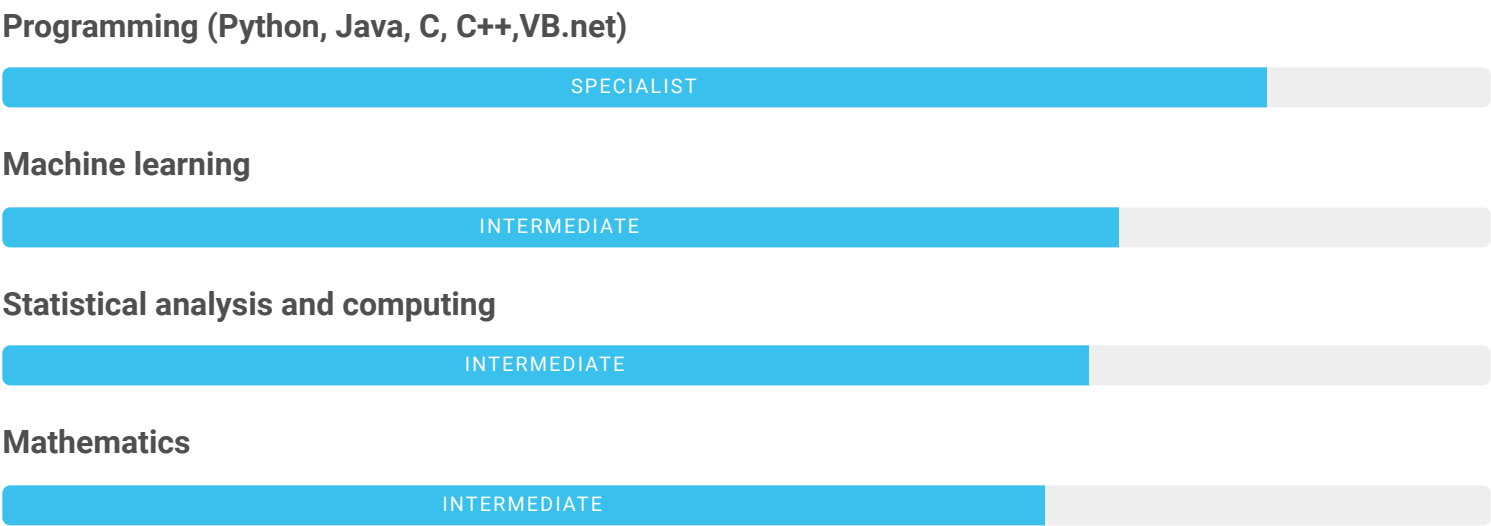 Programming (Python, Java, C, C++,VB.net)
SPECIALIST
Machine learning
INTERMEDIATE
Statistical analysis and computing
INTERMEDIATE
Mathematics
INTERMEDIATE